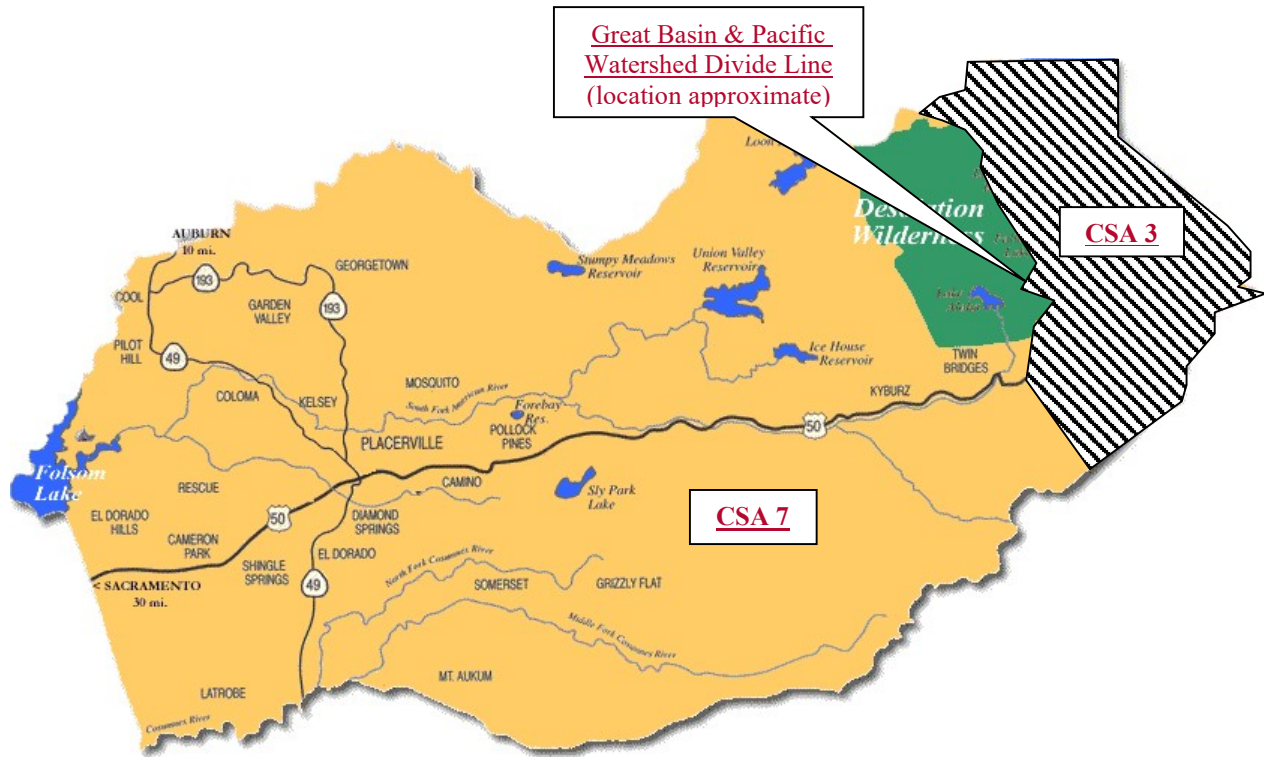 Great Basin & Pacific
Watershed Divide Line
(location approximate)
Loon
Wilderness
CSA 3
AUBURN
10 mi.
193
GEORGETOWN
COOL
GARDEN
VALLEY
193
Stumpy Meadows
Reservoir
Union Valley
Reservoir
Lake
PILOT
HILL
49
Ice House
Reservoir
TWIN
BRIDGES
COLOMA
KELSEY
MOSQUITO
South Fork American River
Forebay
Res.
KYBURZ
PLACERVILLE
POLLOCK
PINES
50
Folsom
Lake
RESCUE
CAMINO
Sly Park
Lake
EL DORADO
HILLS
50
DIAMOND
SPRINGS
CSA 7
CAMERON
PARK
SHINGLE
SPRINGS
EL DORADO
< SACRAMENTO
30 mi.
49
North Fork Cosumnes River
SOMERSET
GRIZZLY FLAT
Middle Fork Cosumnes River
MT. AUKUM
LATROBE
Cosumnes River